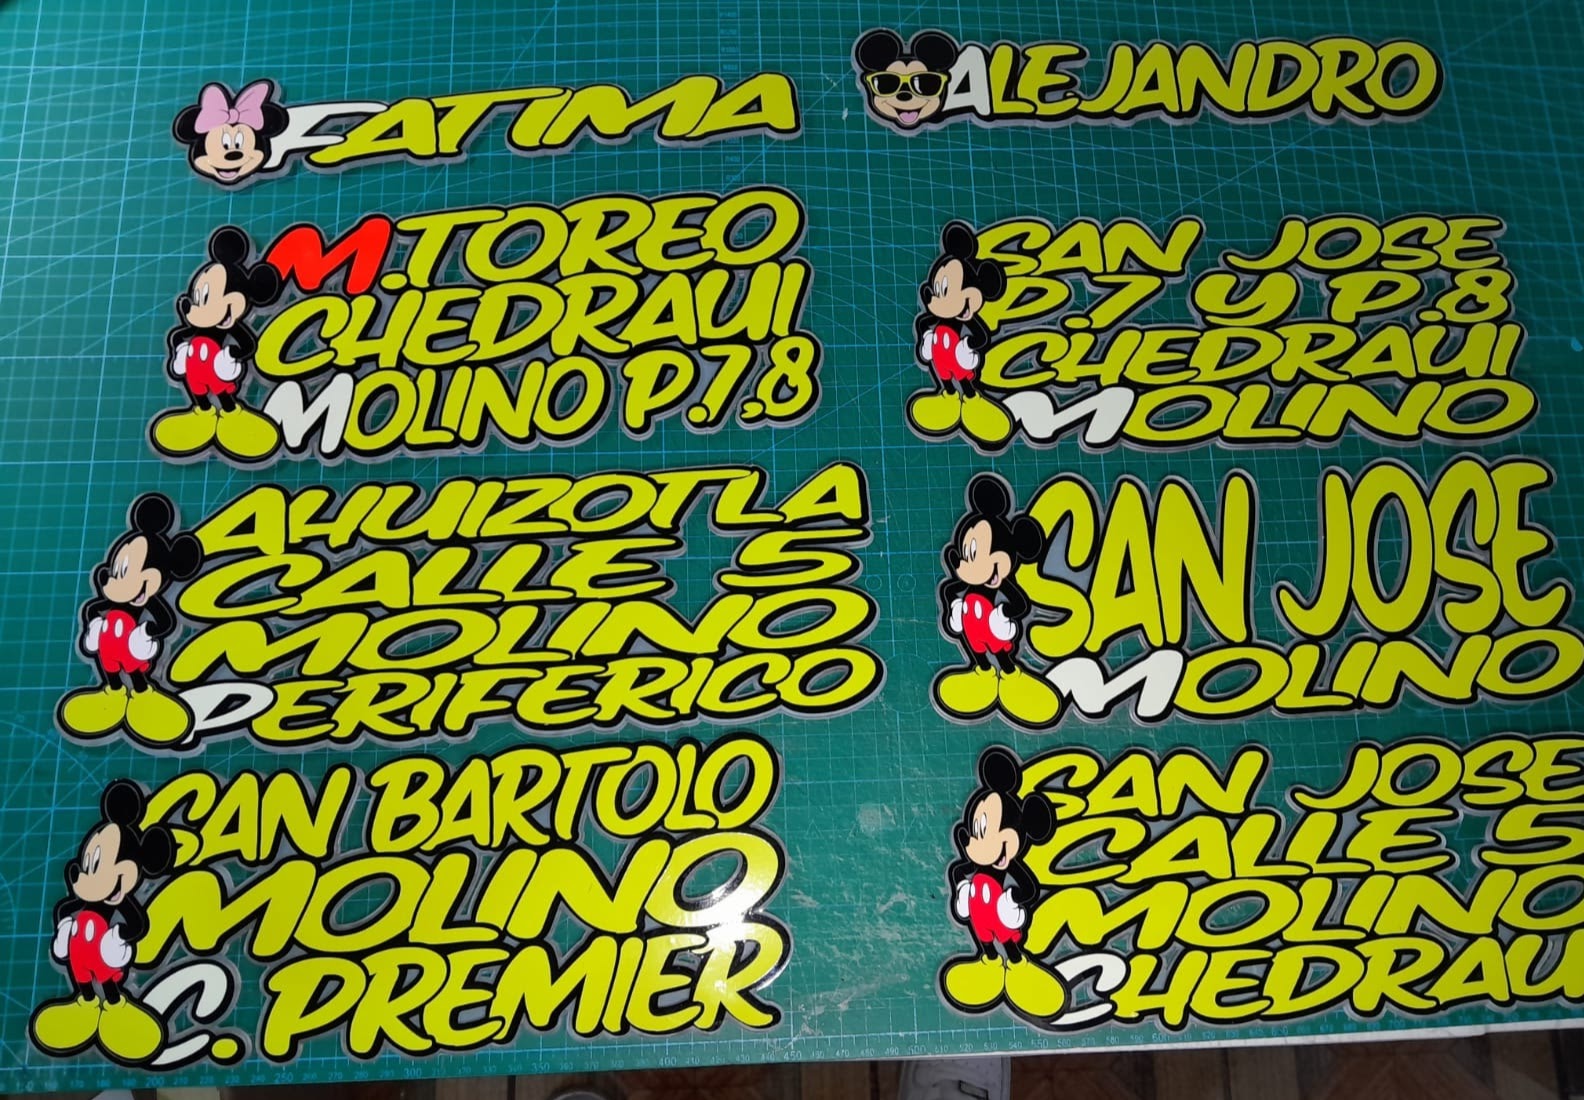 FATIMA
ALEJANDRO
M.TOREO
CHEDRAUI
MOLINO P.7,8
SAN JOSE
P.7 Y P.8
CHEDRAUI
MOLINO
AHUIZOTLA
CALLE 5
MOLINO
PERIFERICO
SAN JOSE
MOLINO
SAN BARTOLO
MOLINO
C. PREMIER
SAN JOSE
CALLE 5
MOLINO
CHEDRAU